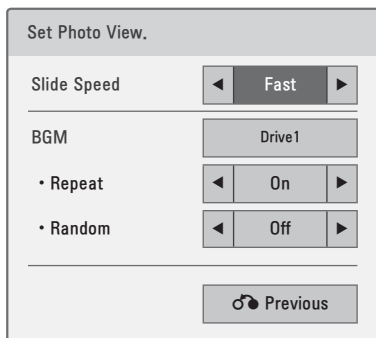 Set Photo View.
Slide Speed ◄ Fast ►
BGM Drive1
• Repeat ◄ On ►
• Random ◄ Off ►
Previous